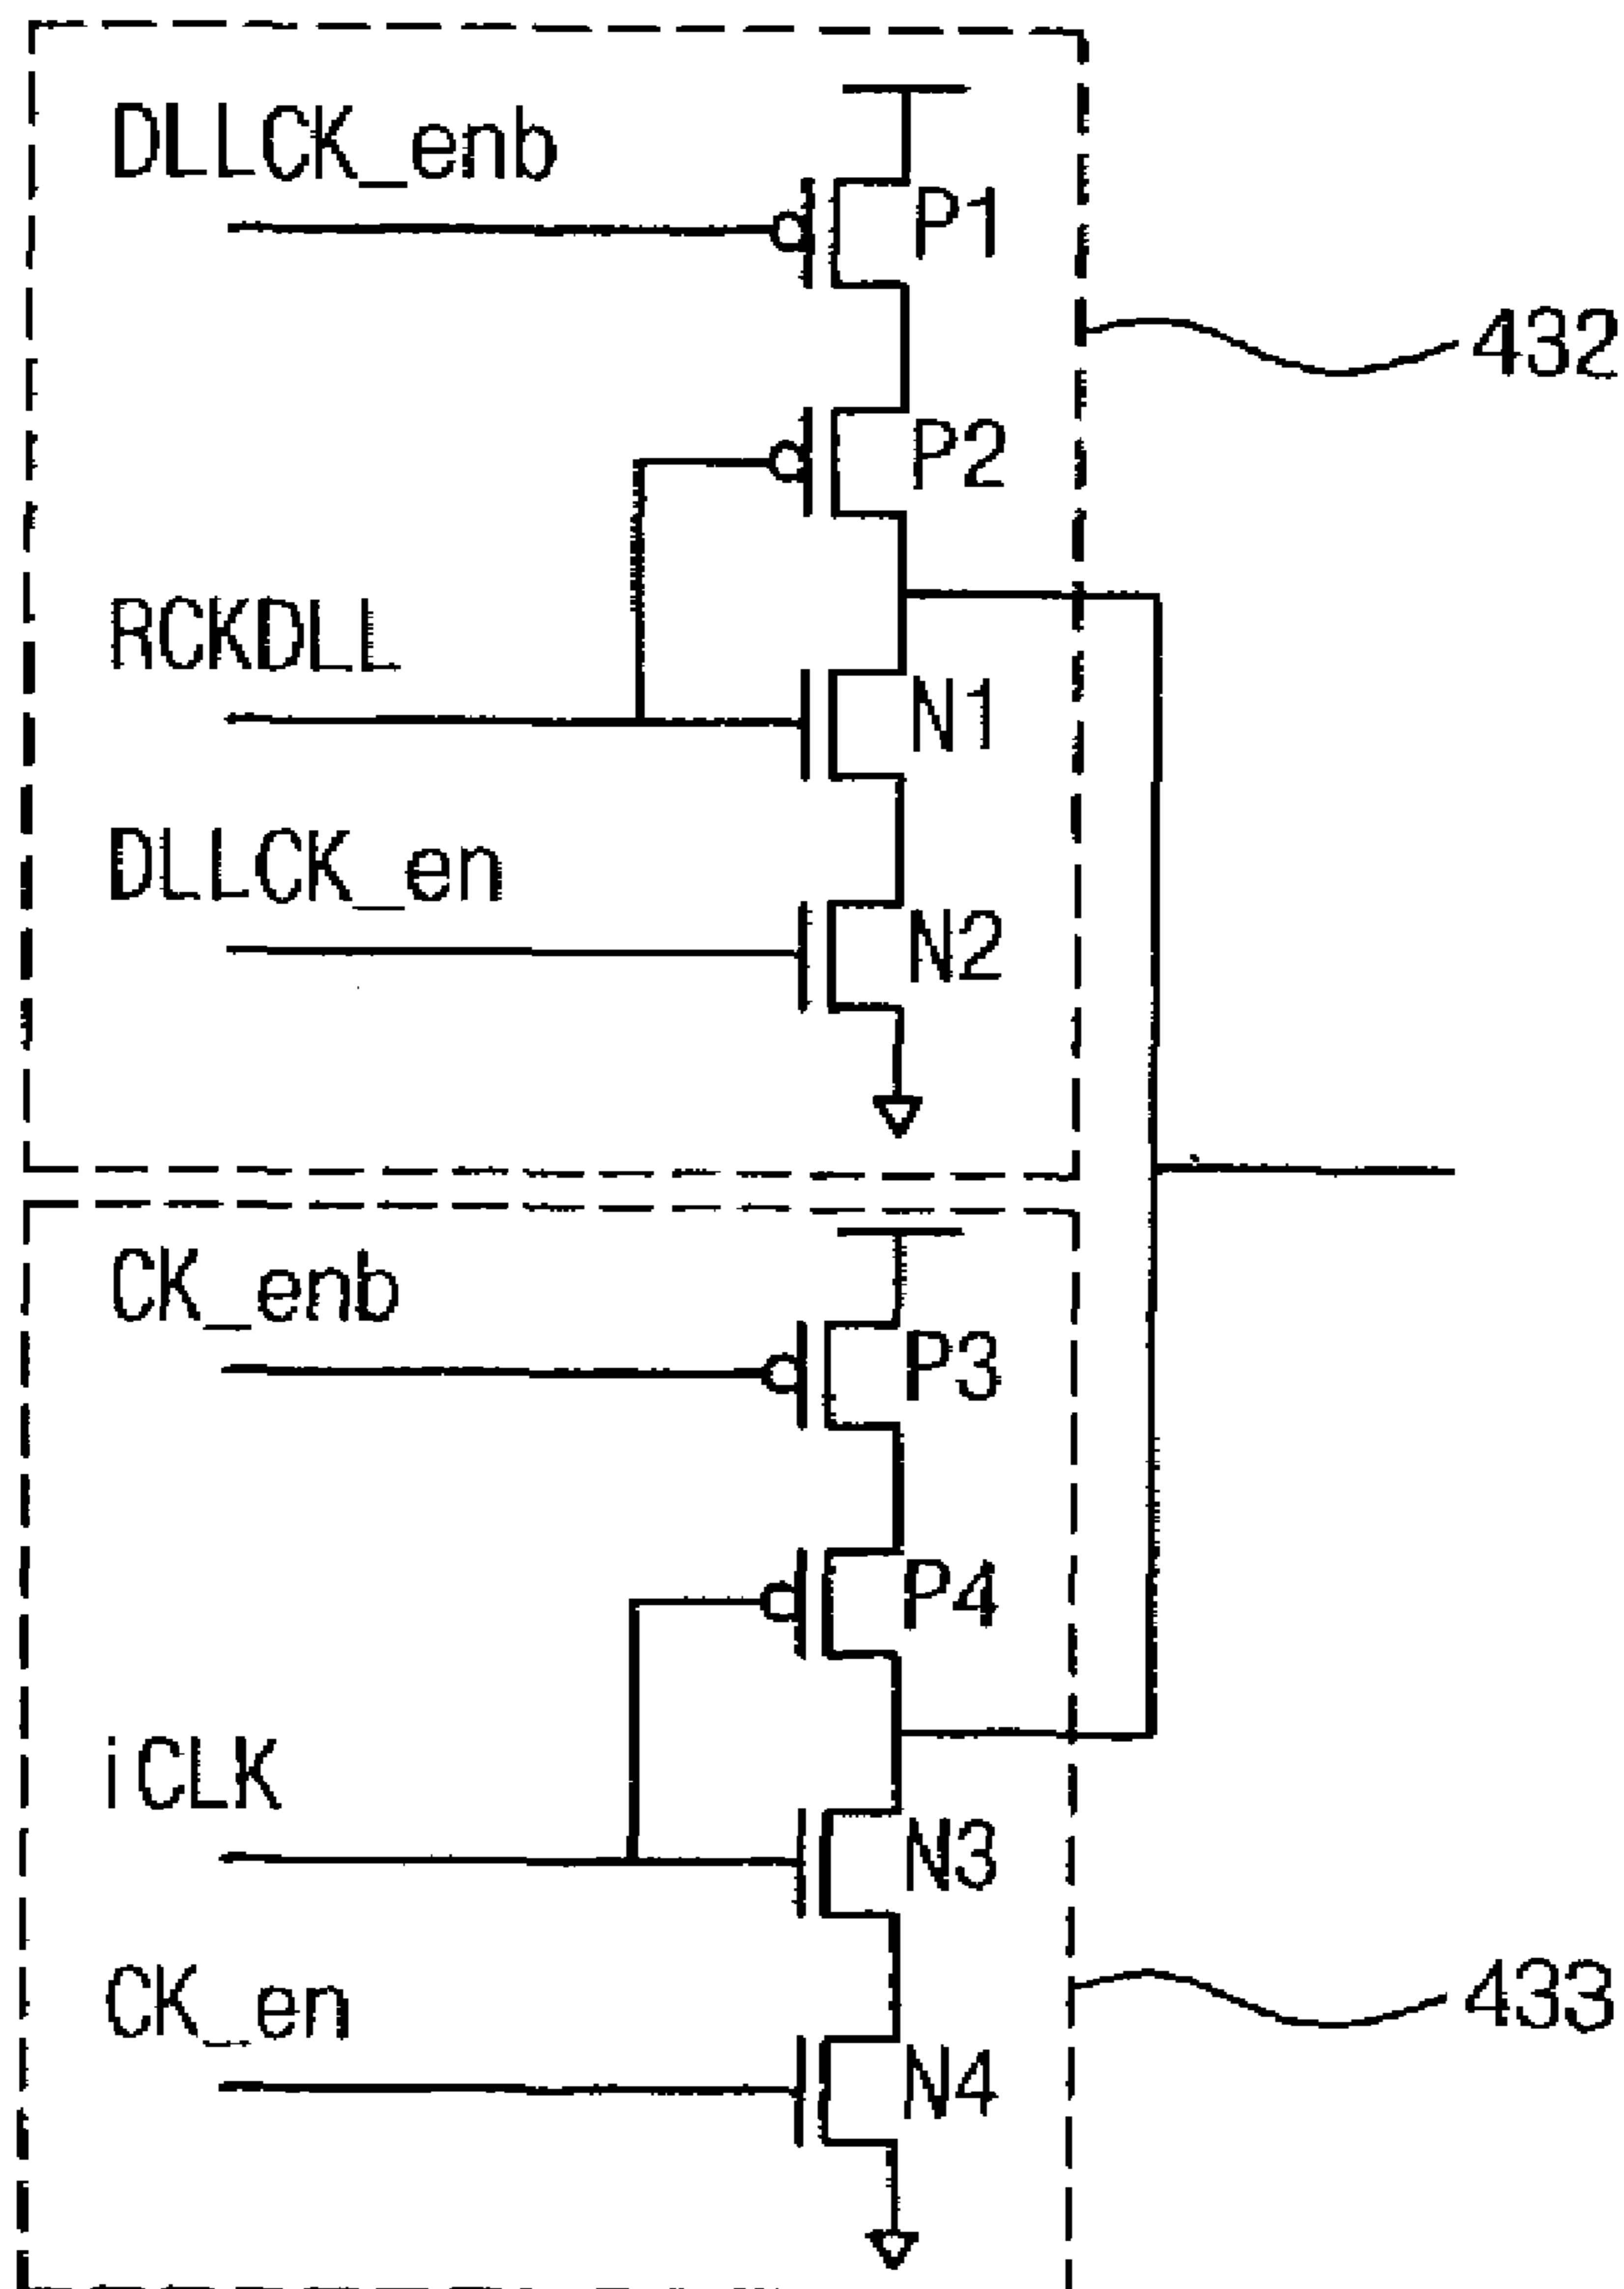 DLLCK_enb
P1
432
P2
RCKDLL
N1
DLLCK_en
N2
CK_enb
P3
P4
iCLK
N3
CK_en
433
N4